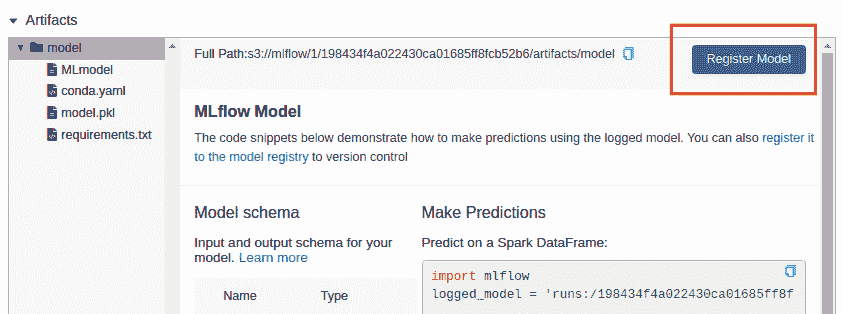 Artifacts
model
MLmodel
conda.yaml
model.pkl
requirements.txt
Full Path:s3://mlflow/1/198434f4a022430ca01685ff8fcb52b6/artifacts/model
Register Model
MLflow Model
The code snippets below demonstrate how to make predictions using the logged model. You can also register it
to the model registry to version control
Model schema
Input and output schema for your
model. Learn more
Name Type
Make Predictions
Predict on a Spark DataFrame:
import mlflow
logged_model = 'runs:/198434f4a022430ca01685ff8f